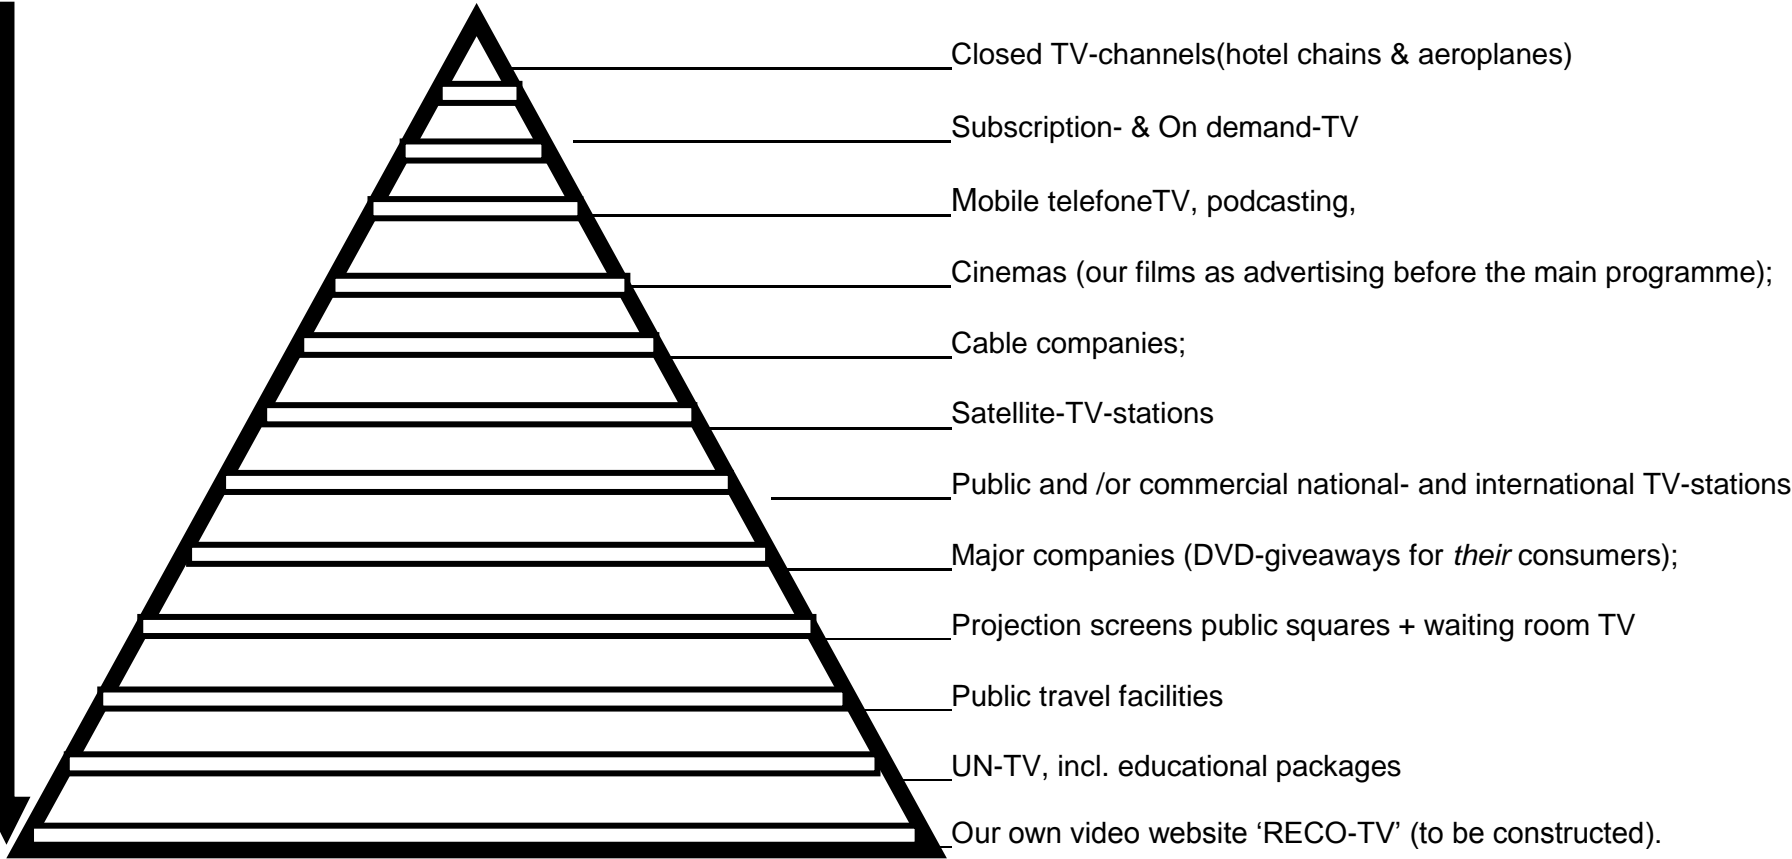 Closed TV-channels(hotel chains & aeroplanes)
Subscription- & On demand-TV
Mobile telefoneTV, podcasting,
Cinemas (our films as advertising before the main programme);
Cable companies;
Satellite-TV-stations
Public and /or commercial national- and international TV-stations
Major companies (DVD-giveaways for their consumers);
Projection screens public squares + waiting room TV
Public travel facilities
UN-TV, incl. educational packages
Our own video website ‘RECO-TV’ (to be constructed).